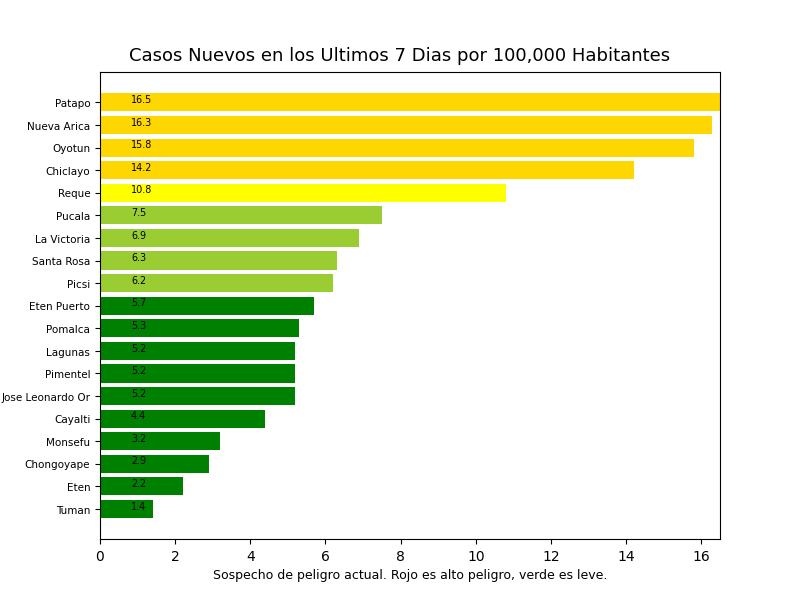 Casos Nuevos en los Ultimos 7 Dias por 100,000 Habitantes
Patapo 16.5
Nueva Arica 16.3
Oyotun 15.8
Chiclayo 14.2
Reque 10.8
Pucala 7.5
La Victoria 6.9
Santa Rosa 6.3
Picsi 6.2
Eten Puerto 5.7
Pomalca 5.3
Lagunas 5.2
Pimentel 5.2
Jose Leonardo Or 5.2
Cayalti 4.4
Monsefu 3.2
Chongoyape 2.9
Eten 2.2
Tuman 1.4
0 2 4 6 8 10 12 14 16
Sospecho de peligro actual. Rojo es alto peligro, verde es leve.